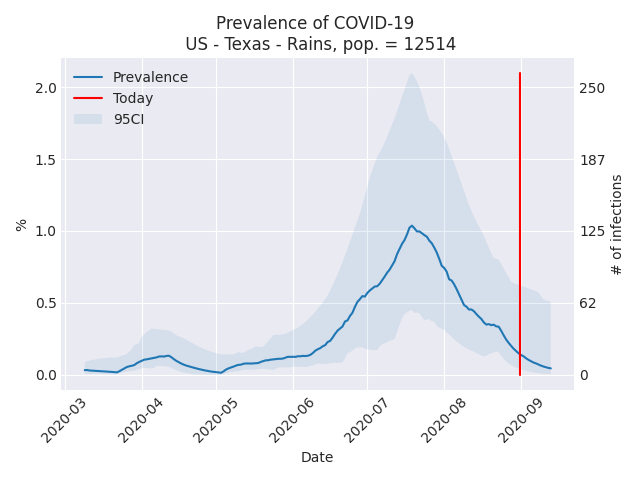 Prevalence of COVID-19
US - Texas - Rains, pop. = 12514
Prevalence
Today
95CI
2.0
1.5
1.0
0.5
0.0
%
250
187
125
62
0
# of infections
2020-03
2020-04
2020-05
2020-06
2020-07
2020-08
2020-09
Date